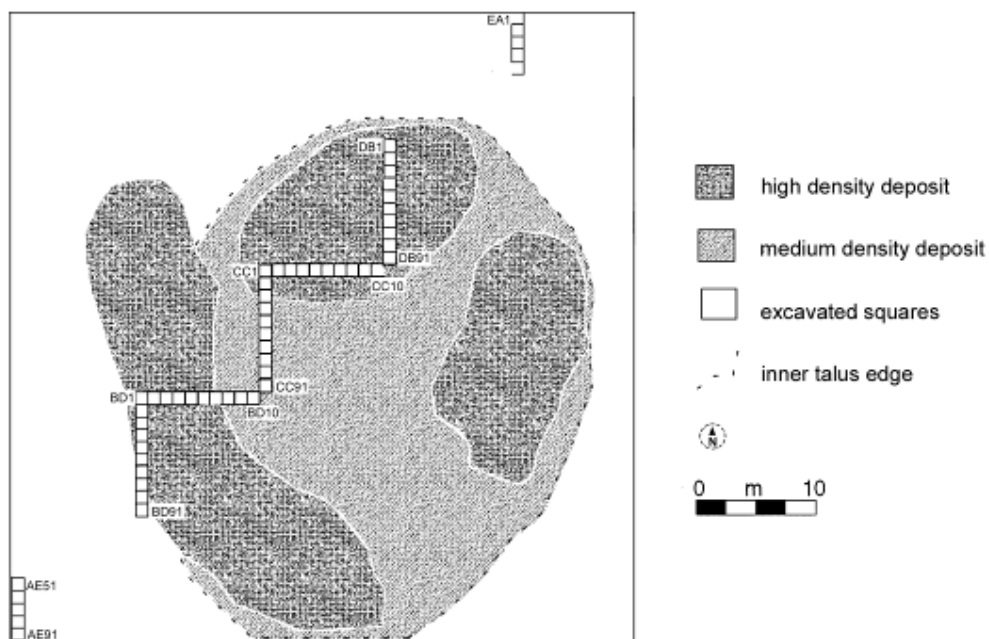 EA1
DB1
DB91
CC1
CC10
CC91
BD1
BD10
BD91
AE51
AE91
high density deposit
medium density deposit
excavated squares
inner talus edge
N
0 m 10